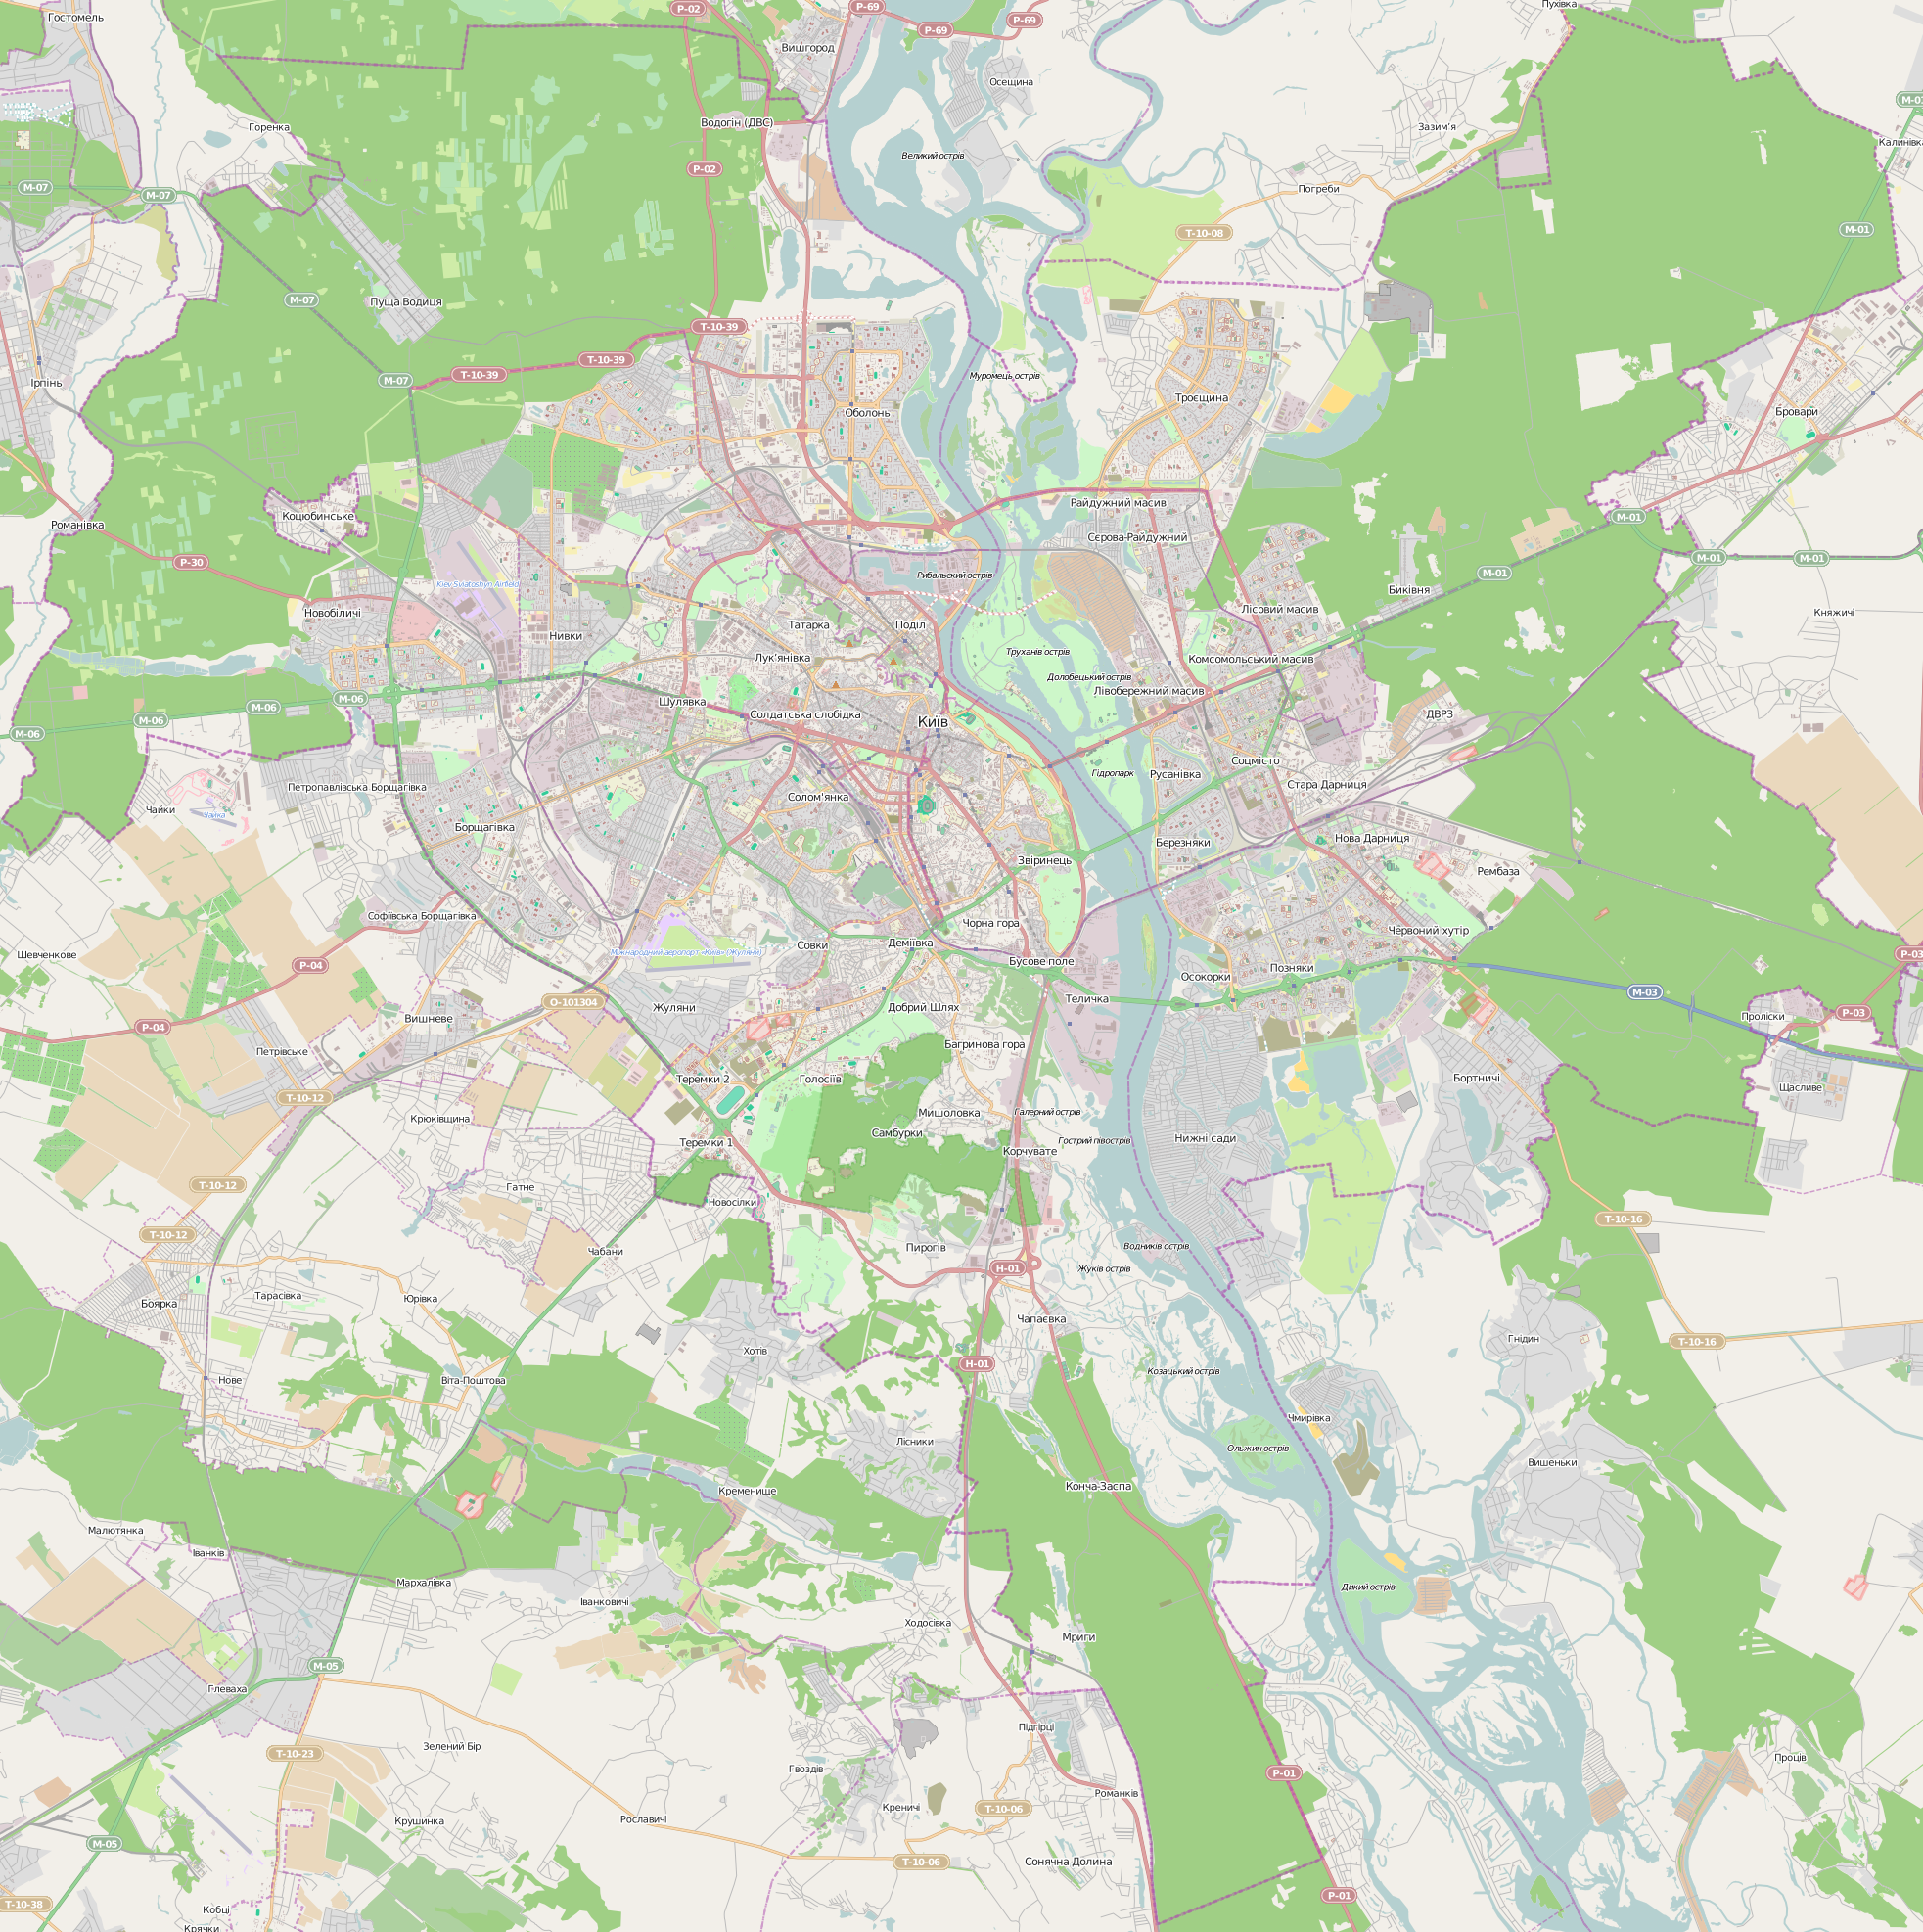 Гостомель
Р-02
Р-69
Р-69
Р-69
Пухівка
Вишгород
Осещина
М-07
Горенка
Водогін (ДВС)
Великий острів
Зазим'я
Калинівка
Р-02
М-07
М-07
Погреби
Т-10-08
М-01
М-07
Пуща Водиця
Т-10-39
Т-10-39
Т-10-39
М-07
Ірпінь
Муромець острів
Троєщина
Оболонь
Бровари
Коцюбинське
Романівка
Райдужний масив
М-01
Сєрова-Райдужний
Р-30
М-01
М-01
М-01
Kiev Sviatoshyn Airfield
Рибальский острів
Биківня
Новобіличі
Лісовий масив
Княжичі
Нивки
Татарка
Поділ
Труханів острів
Лук'янівка
Комсомольський масив
Долобецький острів
Лівобережний масив
М-06
М-06
М-06
М-06
Шулявка
Солдатська слобідка
Київ
ДВРЗ
Соцмісто
Гідропарк
Русанівка
Стара Дарниця
Петропавлівська Борщагівка
Солом'янка
Чайки
Чайка
Борщагівка
Березняки
Нова Дарниця
Звіринець
Рембаза
Софіївська Борщагівка
Чорна гора
Червоний хутір
Деміївка
Совки
Міжнародний аеропорт «Київ» (Жуляни)
Шевченкове
Р-04
Бусове поле
Позняки
Осокорки
Р-03
М-03
О-101304
Теличка
Жуляни
Добрий Шлях
Вишневе
Р-04
Проліски
Р-03
Петрівське
Багринова гора
Теремки 2
Голосіїв
Бортничі
Щасливе
Т-10-12
Крюківщина
Мишоловка
Галерний острів
Самбурки
Теремки 1
Гострий півострів
Нижні сади
Корчувате
Т-10-12
Гатне
Новосілки
Т-10-16
Т-10-12
Чабани
Пирогів
Водників острів
Н-01
Жуків острів
Боярка
Тарасівка
Юрівка
Чапаєвка
Гнідин
Т-10-16
Хотів
Н-01
Козацький острів
Нове
Віта-Поштова
Чмирівка
Лісники
Ольжин острів
Вишеньки
Кременище
Конча-Заспа
Малютянка
Іванків
Мархалівка
Дикий острів
Іванковичі
Ходосівка
Мриги
М-05
Глеваха
Підгірці
Зелений Бір
Т-10-23
Проців
Гвоздів
Р-01
Романків
Креничі
Т-10-06
Крушинка
Рославичі
М-05
Т-10-06
Сонячна Долина
Р-01
Т-10-38
Кобці
Крячки